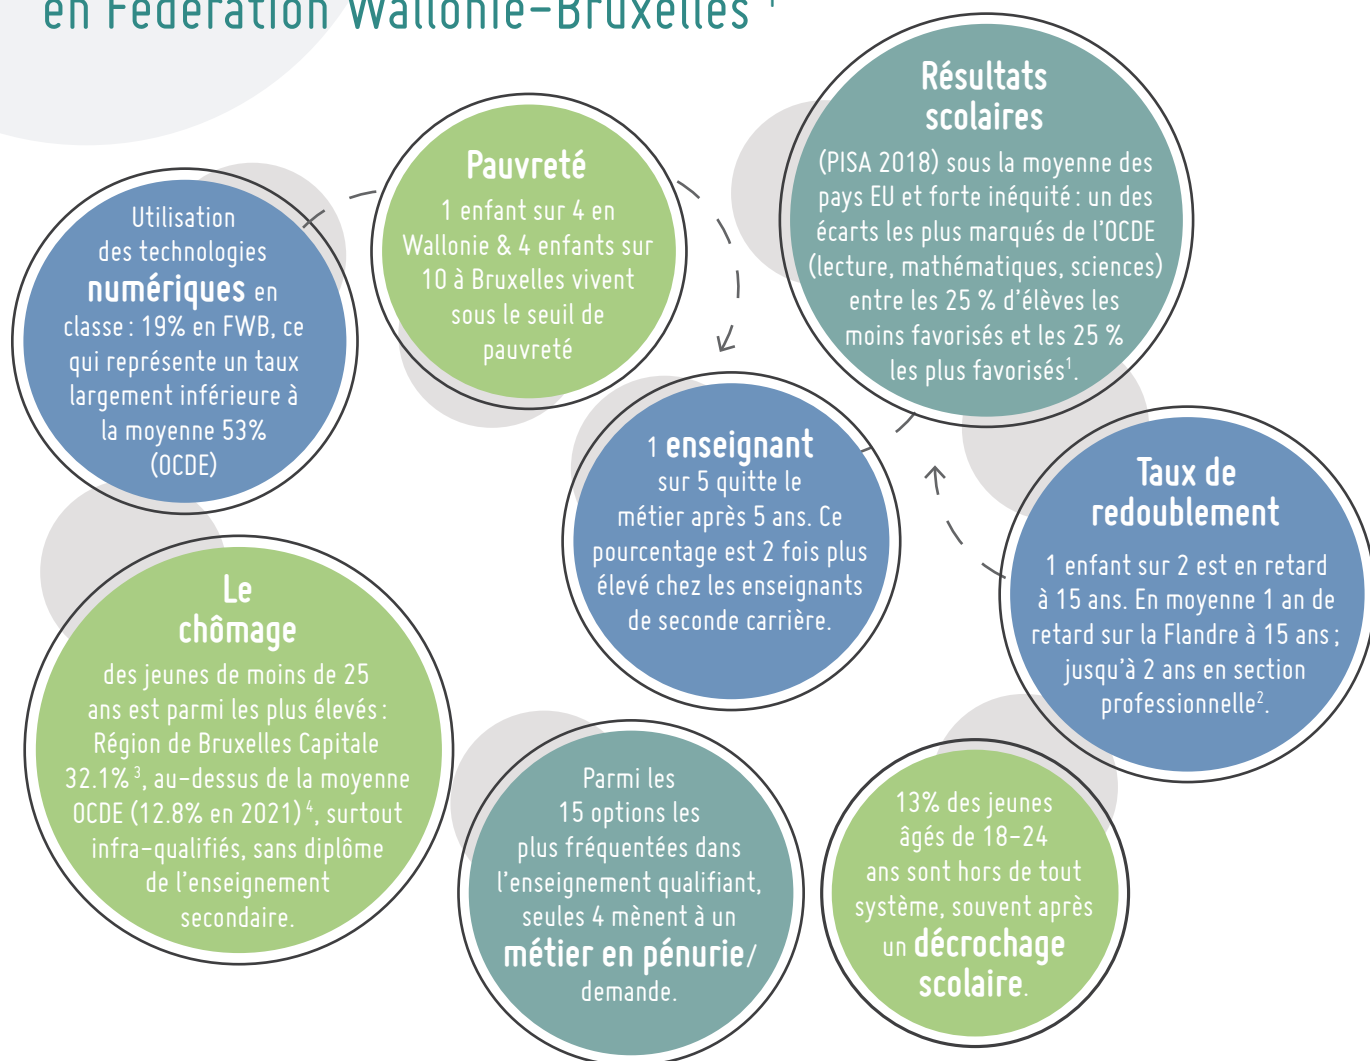 en Fédération Wallonie-Bruxelles
Utilisation
des technologies
numériques en
classe : 19% en FWB, ce
qui représente un taux
largement inférieure à
la moyenne 53%
(OCDE)
Pauvreté
1 enfant sur 4 en
Wallonie & 4 enfants sur
10 à Bruxelles vivent
sous le seuil de
pauvreté
Résultats
scolaires
(PISA 2018) sous la moyenne des
pays EU et forte inéquité : un des
écarts les plus marqués de l'OCDE
(lecture, mathématiques, sciences)
entre les 25 % d'élèves les
moins favorisés et les 25 %
les plus favorisés¹.
1 enseignant
sur 5 quitte le
métier après 5 ans. Ce
pourcentage est 2 fois plus
élevé chez les enseignants
de seconde carrière.
Taux de
redoublement
1 enfant sur 2 est en retard
à 15 ans. En moyenne 1 an de
retard sur la Flandre à 15 ans ;
jusqu'à 2 ans en section
professionnelle².
Le
chômage
des jeunes de moins de 25
ans est parmi les plus élevés :
Région de Bruxelles Capitale
32.1% ³, au-dessus de la moyenne
OCDE (12.8% en 2021) ⁴, surtout
infra-qualifiés, sans diplôme
de l'enseignement
secondaire.
Parmi les
15 options les
plus fréquentées dans
l'enseignement qualifiant,
seules 4 mènent à un
métier en pénurie/
demande.
13% des jeunes
âgés de 18-24
ans sont hors de tout
système, souvent après
un décrochage
scolaire.